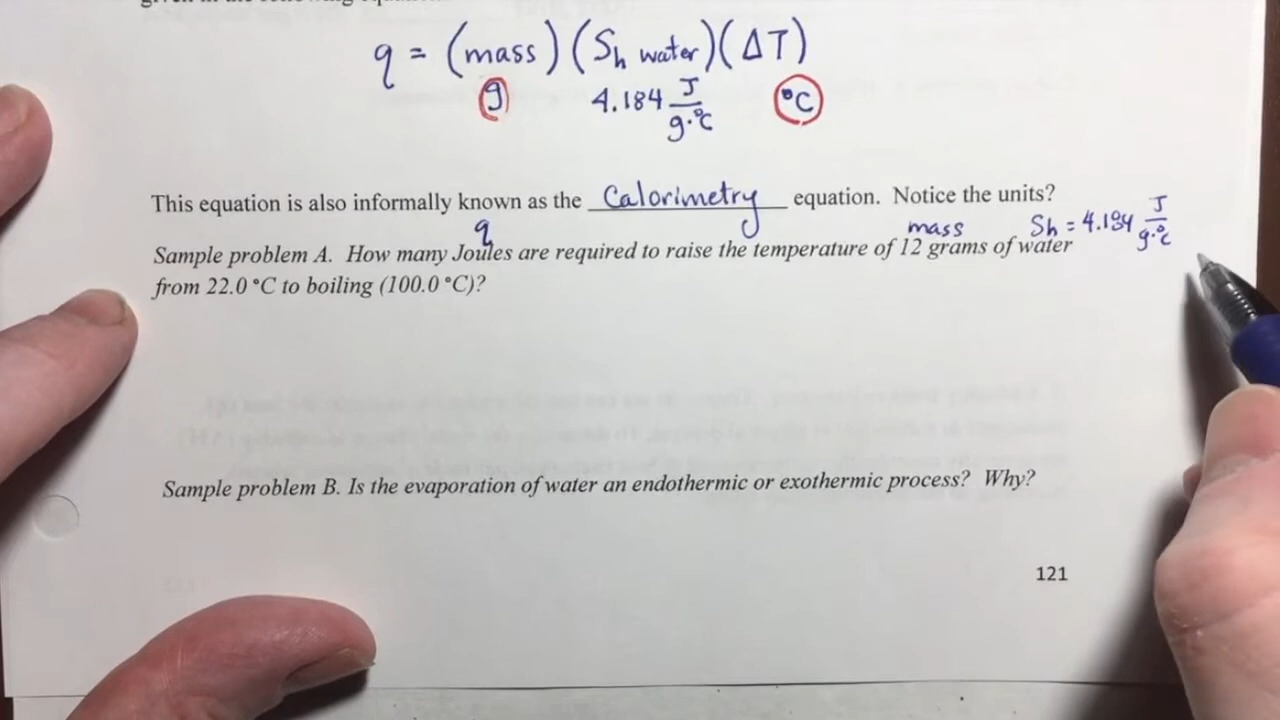 q = (mass) (Sh water) (ΔT)
g 4.184 J/g·°C °C
This equation is also informally known as the Calorimetry equation. Notice the units?
q mass Sh = 4.184 J/g·°C
Sample problem A. How many Joules are required to raise the temperature of 12 grams of water
from 22.0 °C to boiling (100.0 °C)?
Sample problem B. Is the evaporation of water an endothermic or exothermic process? Why?
121